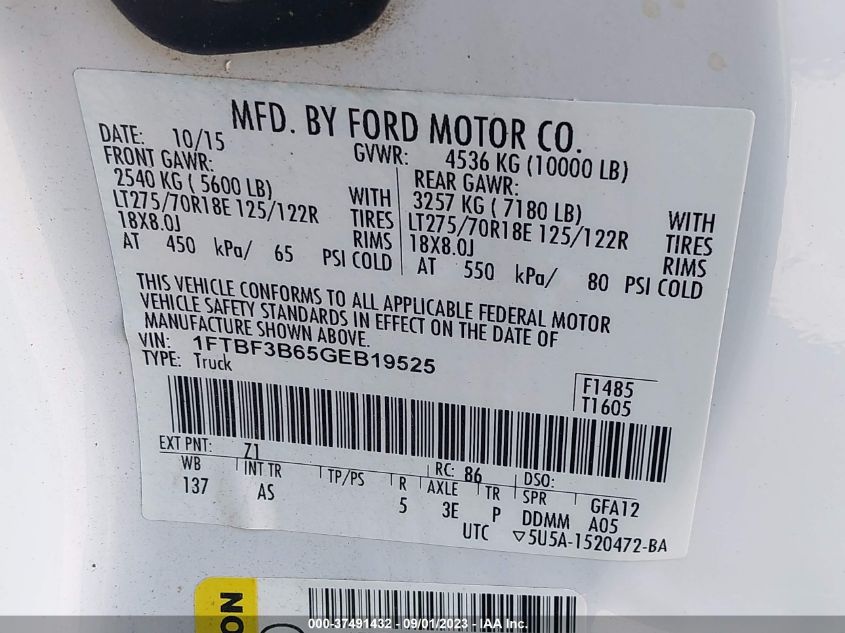 MFD. BY FORD MOTOR CO.
DATE: 10/15 GVWR: 4536 KG (10000 LB)
FRONT GAWR: REAR GAWR:
2540 KG ( 5600 LB) WITH 3257 KG ( 7180 LB) WITH
LT275/70R18E 125/122R TIRES LT275/70R18E 125/122R TIRES
18X8.0J RIMS 18X8.0J RIMS
AT 450 kPa/ 65 PSI COLD AT 550 kPa/ 80 PSI COLD
THIS VEHICLE CONFORMS TO ALL APPLICABLE FEDERAL MOTOR
VEHICLE SAFETY STANDARDS IN EFFECT ON THE DATE OF
MANUFACTURE SHOWN ABOVE.
VIN: 1FTBF3B65GEB19525
TYPE: Truck
F1485
T1605
EXT PNT: Z1 RC: 86 DSO:
WB INT TR TP/PS R AXLE TR SPR GFA12
137 AS 5 3E P DDMM A05
UTC ▽5U5A-1520472-BA
ON
000-37491432 - 09/01/2023 - IAA Inc.